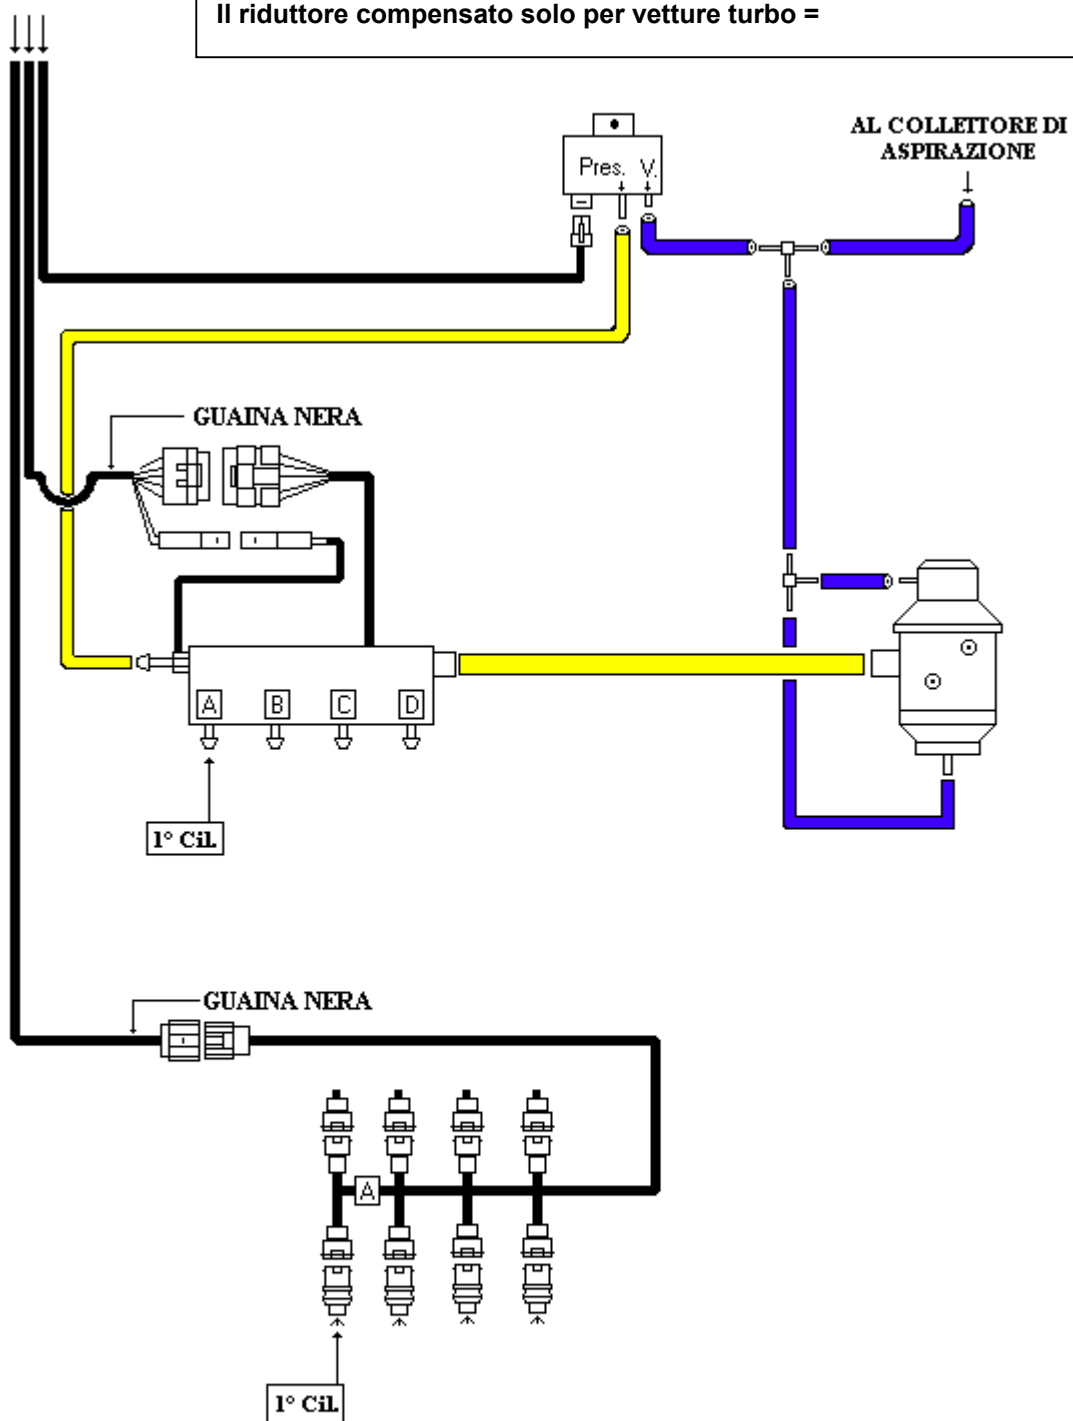 Il riduttore compensato solo per vetture turbo =
AL COLLETTORE DI
ASPIRAZIONE
Pres. V.
GUAINA NERA
A B C D
1° Cil.
GUAINA NERA
A
1° Cil.